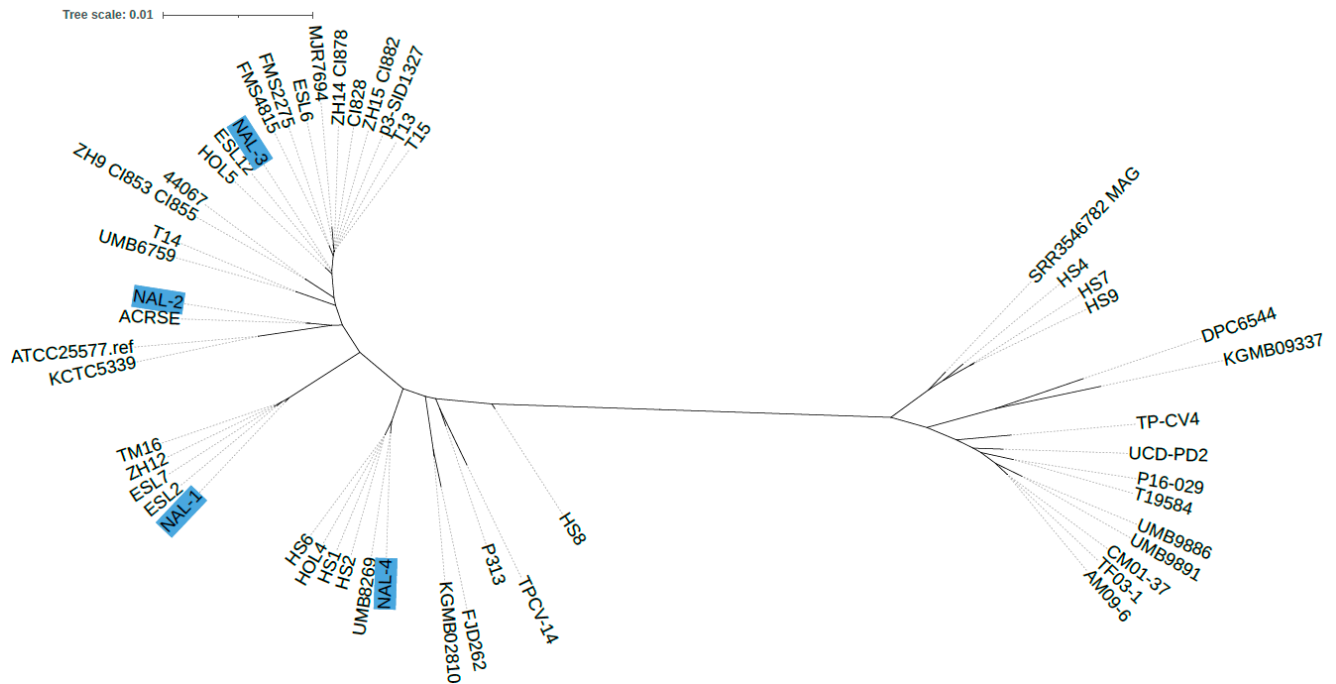 Tree scale: 0.01
MJR7694
ZH14 CI878
CI828
ZH15 CI882
p3-SID1327
T13
T15
ESL6
FMS2275
FMS4815
NAL-3
ESL12
HOL5
44067
ZH9 CI853 CI855
T14
UMB6759
NAL-2
ACRSE
ATCC25577.ref
KCTC5339
TM16
ZH12
ESL7
ESL2
NAL-1
HS6
HOL4
HS1
HS2
UMB8269
NAL-4
KGMB02810
FJD262
P313
TPCV-14
HS8
SRR3546782 MAG
HS4
HS7
HS9
DPC6544
KGMB09337
TP-CV4
UCD-PD2
P16-029
T19584
UMB9886
UMB9891
CM01-37
TF03-1
AM09-6